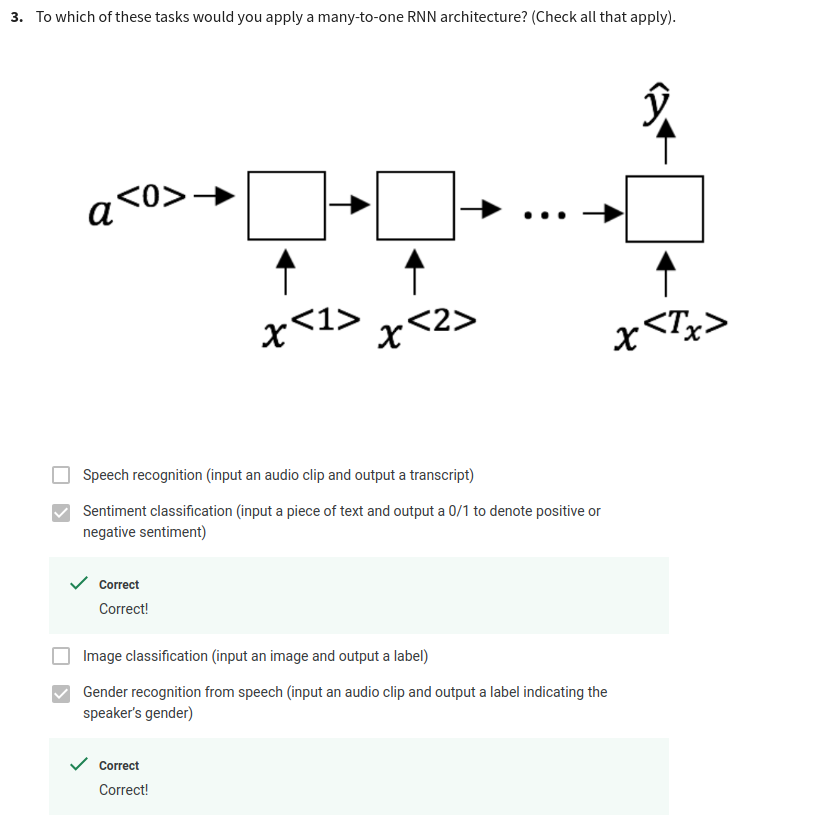 3. To which of these tasks would you apply a many-to-one RNN architecture? (Check all that apply).
ŷ
a<0>
x<1> x<2> ... x<Tx>
Speech recognition (input an audio clip and output a transcript)
Sentiment classification (input a piece of text and output a 0/1 to denote positive or
negative sentiment)
Correct
Correct!
Image classification (input an image and output a label)
Gender recognition from speech (input an audio clip and output a label indicating the
speaker's gender)
Correct
Correct!